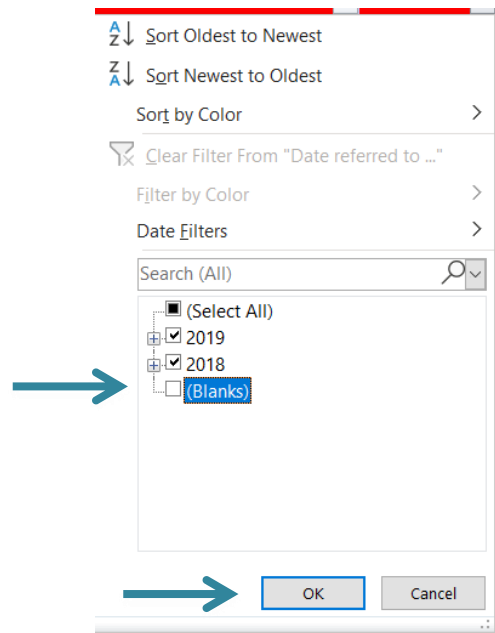 Sort Oldest to Newest
Sort Newest to Oldest
Sort by Color
Clear Filter From "Date referred to ..."
Filter by Color
Date Filters
Search (All)
(Select All)
2019
2018
(Blanks)
OK Cancel